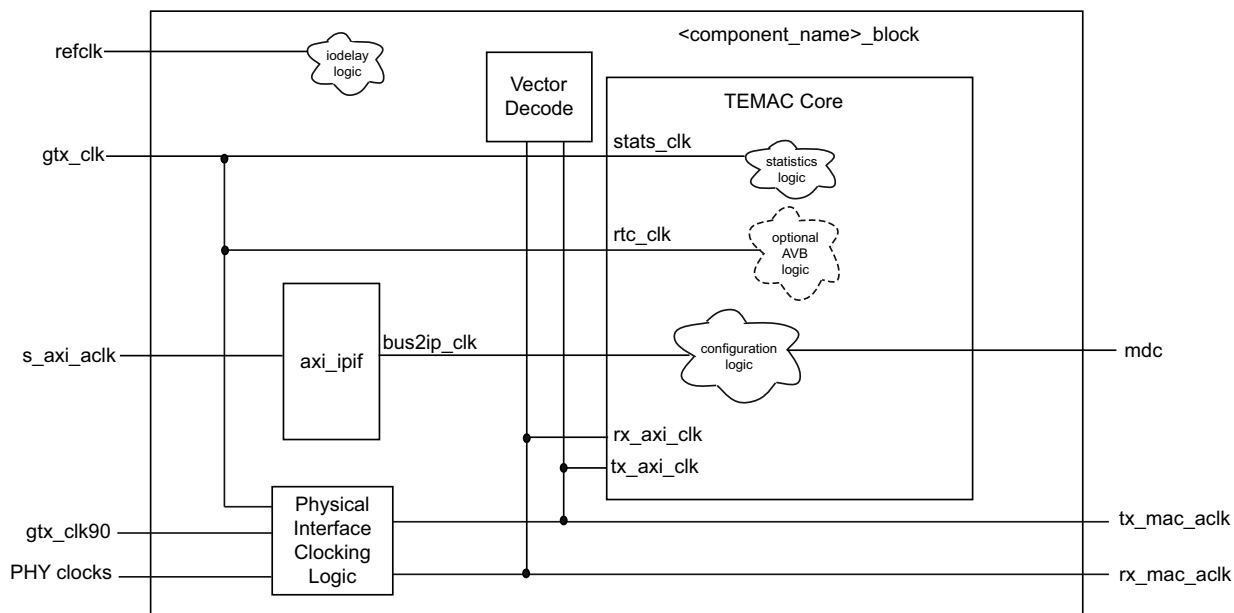 <component_name>_block
refclk
iodelay
logic
Vector
Decode
TEMAC Core
gtx_clk
stats_clk
statistics
logic
rtc_clk
optional
AVB
logic
s_axi_aclk
axi_ipif
bus2ip_clk
configuration
logic
mdc
rx_axi_clk
tx_axi_clk
Physical
Interface
Clocking
Logic
gtx_clk90
PHY clocks
tx_mac_aclk
rx_mac_aclk